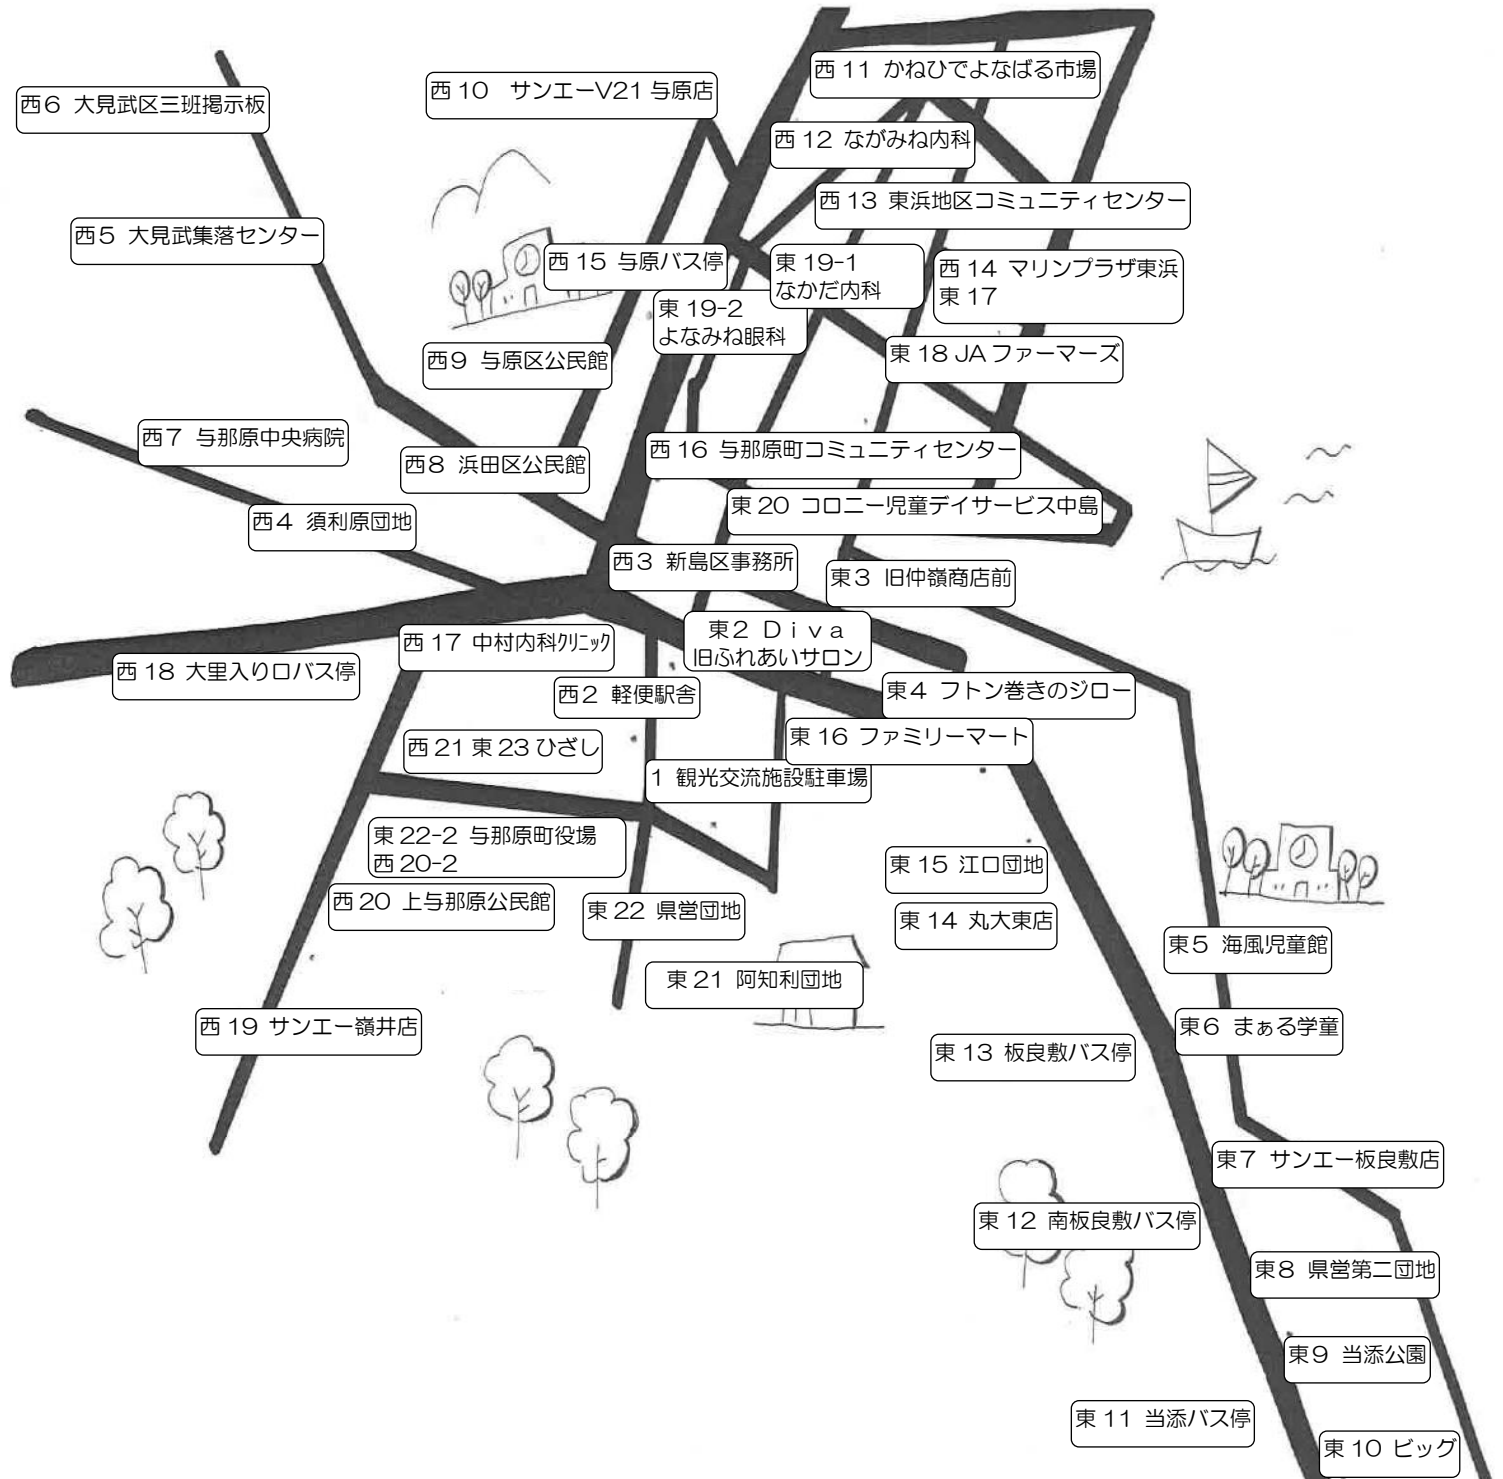 西11 かねひでよなばる市場
西10　サンエーV21与原店
西6 大見武区三班掲示板
西12 ながみね内科
西13 東浜地区コミュニティセンター
西5 大見武集落センター
西15 与原バス停
東19-1
なかだ内科
西14 マリンプラザ東浜
東17
東19-2
よなみね眼科
東18 JAファーマーズ
西9 与原区公民館
西7 与那原中央病院
西16 与那原町コミュニティセンター
西8 浜田区公民館
東20 コロニー児童デイサービス中島
西4 須利原団地
西3 新島区事務所
東3 旧仲嶺商店前
東2 Diva
旧ふれあいサロン
西17 中村内科ｸﾘﾆｯｸ
西18 大里入り口バス停
西2 軽便駅舎
東4 フトン巻きのジロー
東16 ファミリーマート
西21東23ひざし
1 観光交流施設駐車場
東22-2 与那原町役場
西20-2
東15 江口団地
西20 上与那原公民館
東22 県営団地
東14 丸大東店
東5 海風児童館
東21 阿知利団地
西19 サンエー嶺井店
東6 まぁる学童
東13 板良敷バス停
東7 サンエー板良敷店
東12 南板良敷バス停
東8 県営第二団地
東9 当添公園
東11 当添バス停
東10 ビッグ